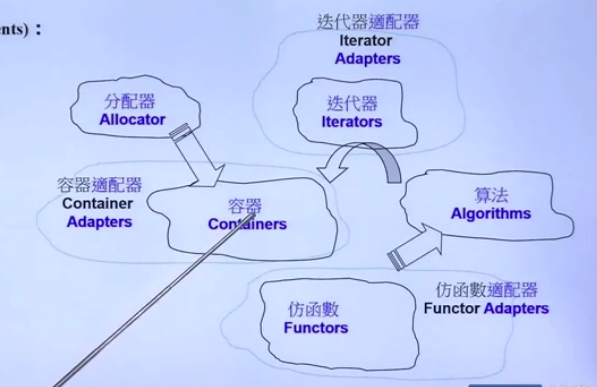 nts)：
迭代器適配器
Iterator
Adapters
分配器
Allocator
迭代器
Iterators
容器適配器
Container
Adapters
容器
Containers
算法
Algorithms
仿函數
Functors
仿函數適配器
Functor Adapters